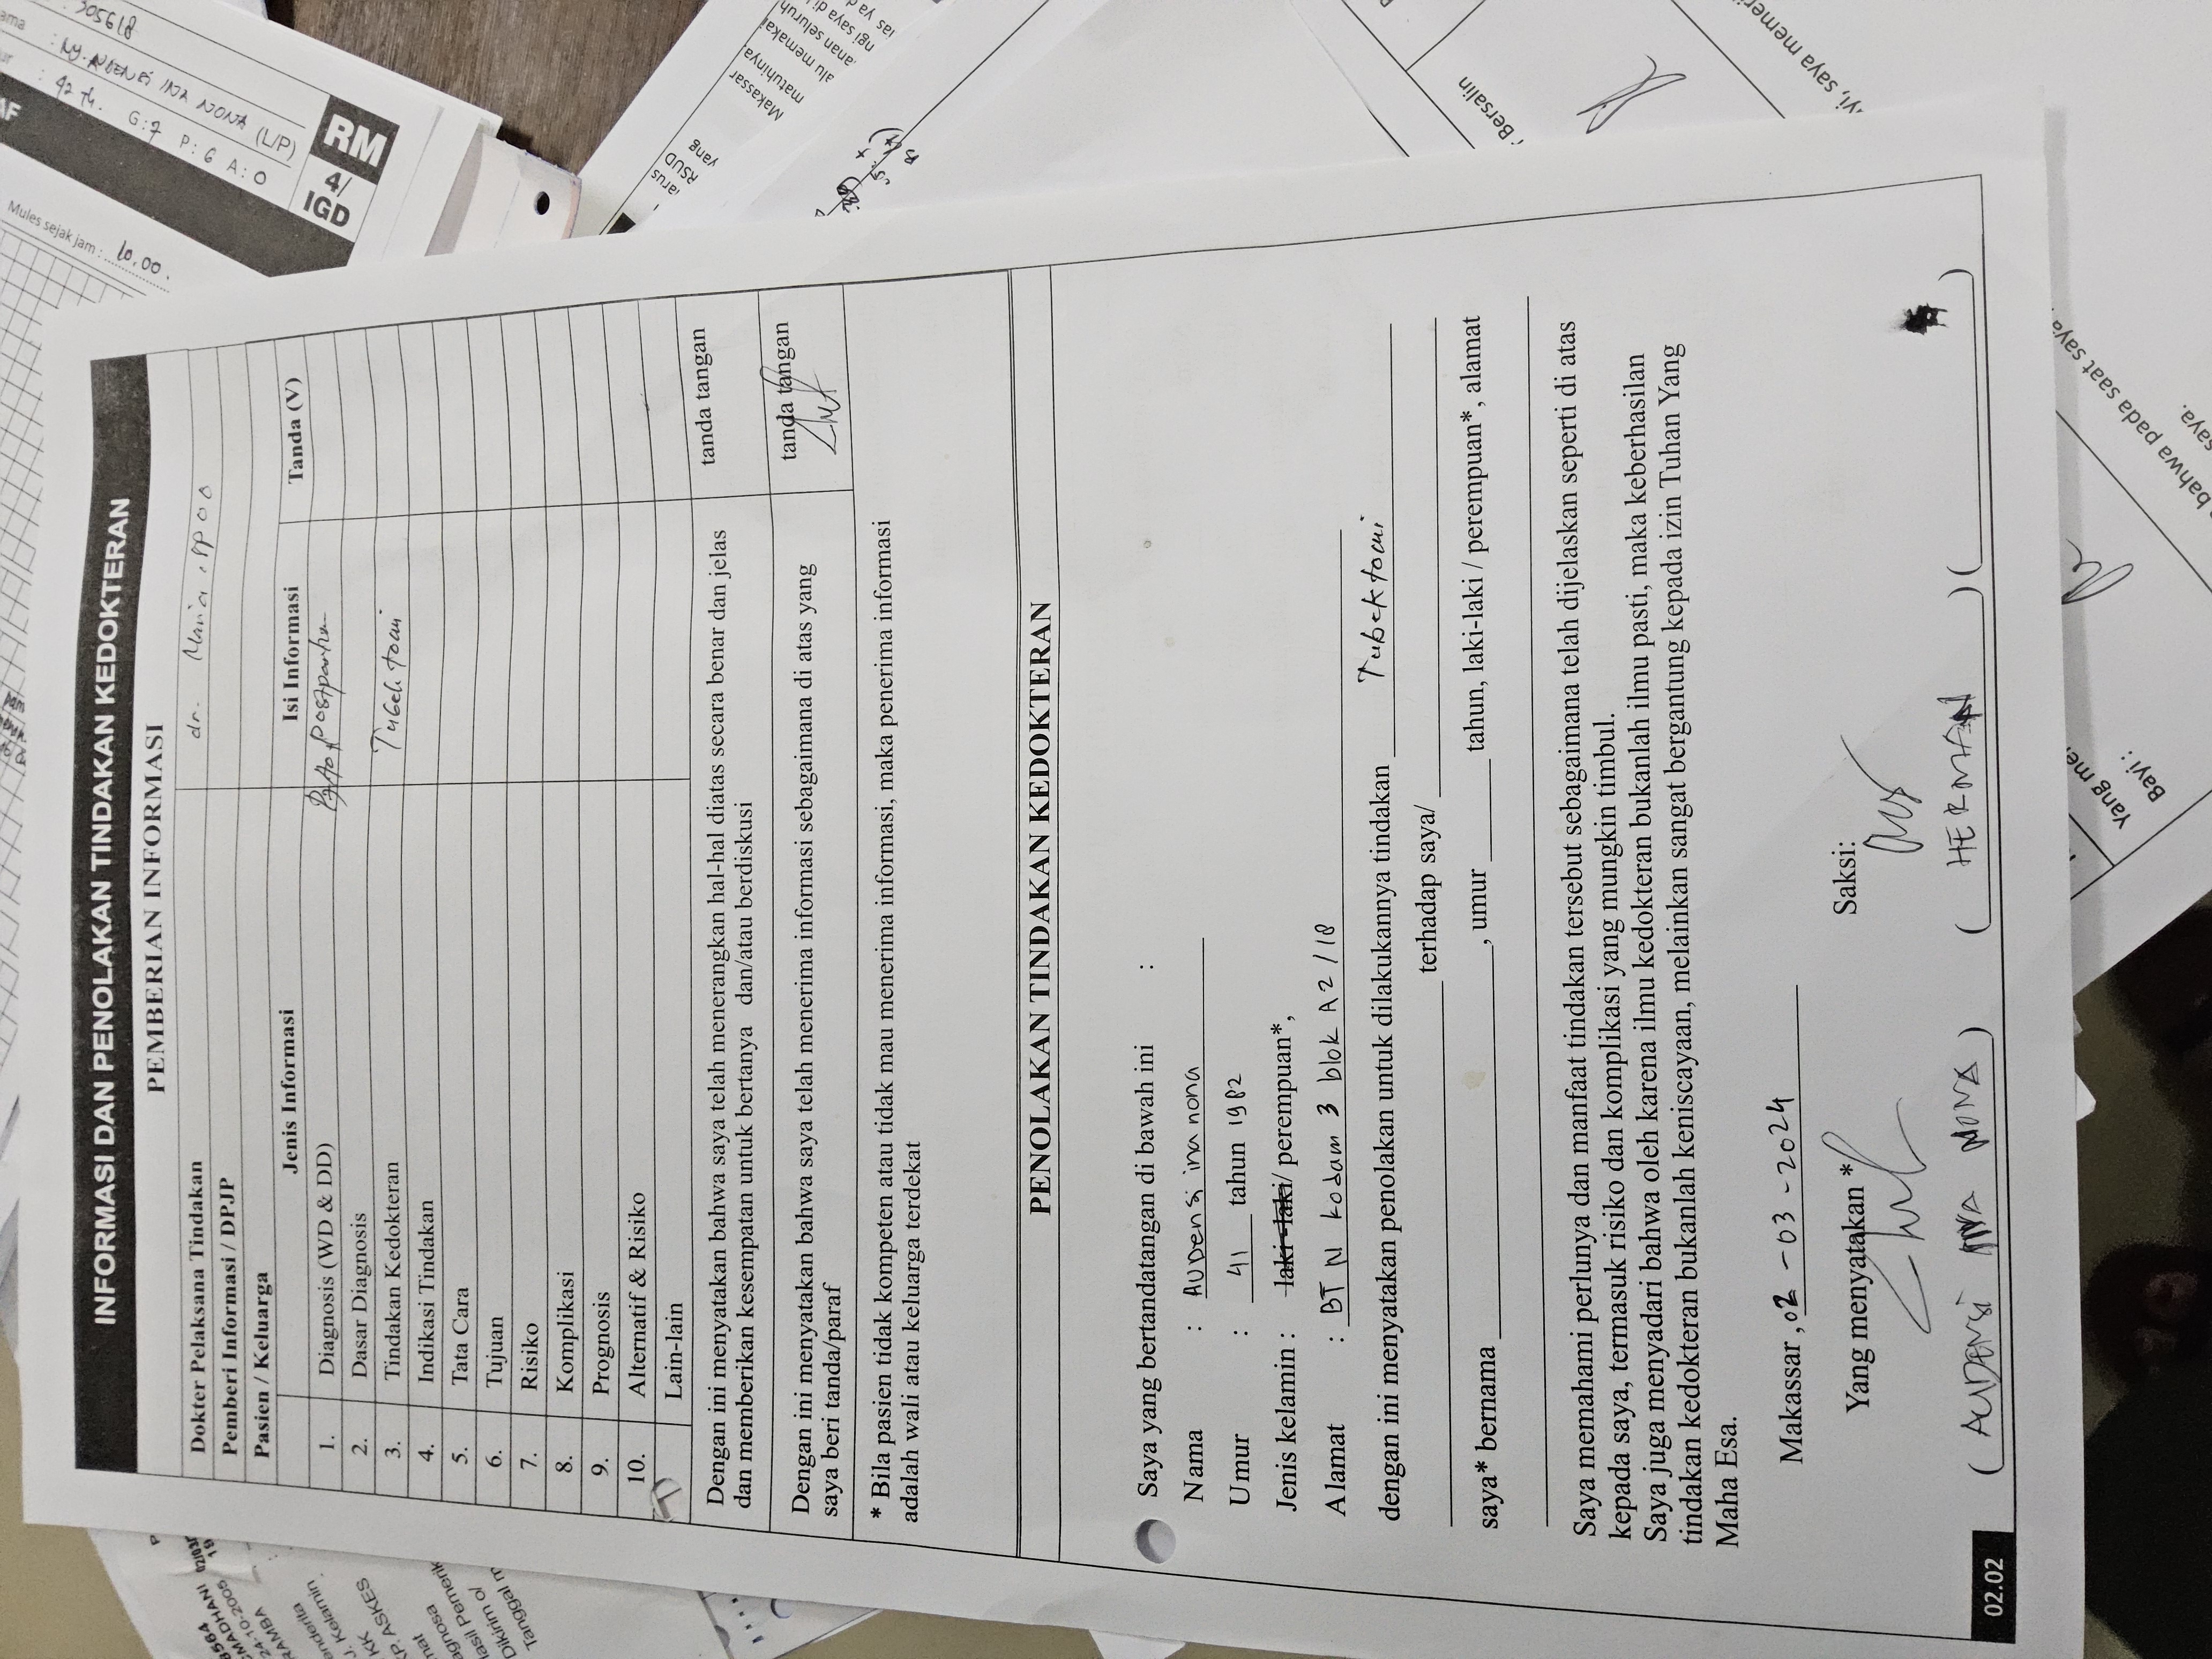 INFORMASI DAN PENOLAKAN TINDAKAN KEDOKTERAN
PEMBERIAN INFORMASI
Dokter Pelaksana Tindakan dr.
Pemberi Informasi / DPJP
Pasien / Keluarga
Jenis Informasi Isi Informasi Tanda (V)
1. Diagnosis (WD & DD) Postpartum
2. Dasar Diagnosis
3. Tindakan Kedokteran Tubektomi
4. Indikasi Tindakan
5. Tata Cara
6. Tujuan
7. Risiko
8. Komplikasi
9. Prognosis
10. Alternatif & Risiko
Lain-lain
Dengan ini menyatakan bahwa saya telah menerangkan hal-hal diatas secara benar dan jelas tanda tangan
dan memberikan kesempatan untuk bertanya dan/atau berdiskusi
Dengan ini menyatakan bahwa saya telah menerima informasi sebagaimana di atas yang tanda tangan
saya beri tanda/paraf
* Bila pasien tidak kompeten atau tidak mau menerima informasi, maka penerima informasi
adalah wali atau keluarga terdekat
PENOLAKAN TINDAKAN KEDOKTERAN
Saya yang bertandatangan di bawah ini :
Nama : AUDensi ina nona
Umur : 41 tahun 1982
Jenis kelamin : laki-laki/ perempuan*,
Alamat : BTN kodam 3 blok A2 / 18
dengan ini menyatakan penolakan untuk dilakukannya tindakan Tubektomi
terhadap saya/
saya* bernama , umur tahun, laki-laki / perempuan*, alamat
Saya memahami perlunya dan manfaat tindakan tersebut sebagaimana telah dijelaskan seperti di atas
kepada saya, termasuk risiko dan komplikasi yang mungkin timbul.
Saya juga menyadari bahwa oleh karena ilmu kedokteran bukanlah ilmu pasti, maka keberhasilan
tindakan kedokteran bukanlah keniscayaan, melainkan sangat bergantung kepada izin Tuhan Yang
Maha Esa.
Makassar, 02 - 03 - 2024
Yang menyatakan * Saksi:
( AUDENSI INA NONA ) ( HERMAN ) ( )
02.02
305618
INA NONA (L/P)
42 th.
G:7 P:6 A:0
RM
4/
IGD
Mules sejak jam : 10.00
Makassar
RSUD
yang
Bersalin
bahwa pada saat saya
saya.
Bayi :